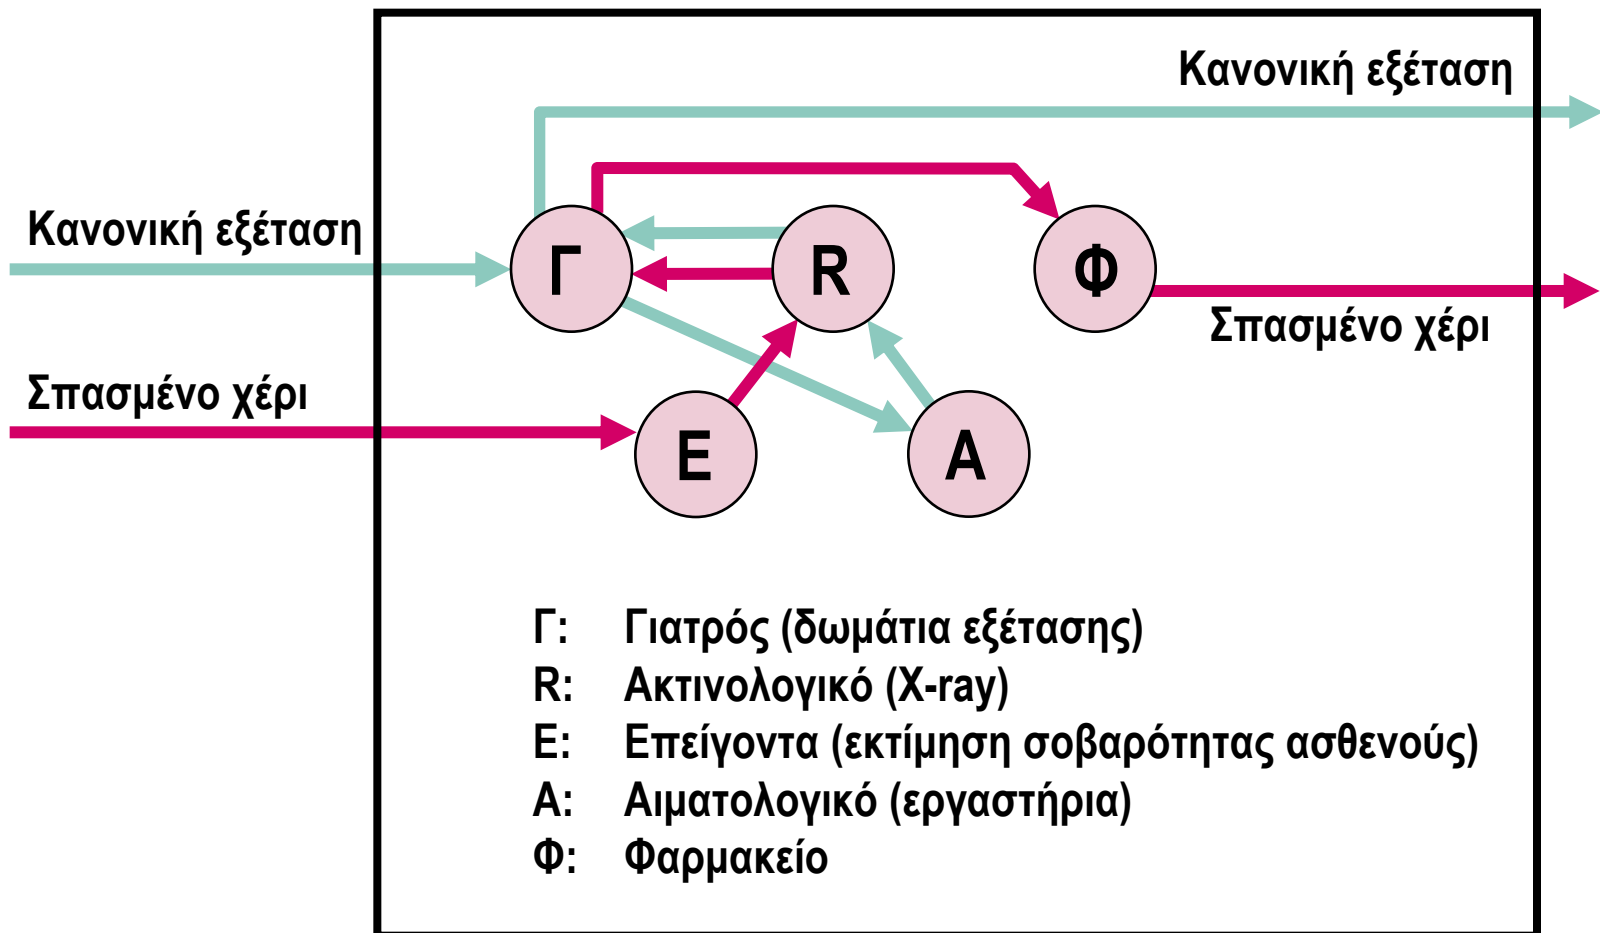 Κανονική εξέταση
Κανονική εξέταση
Γ
R
Φ
Σπασμένο χέρι
Σπασμένο χέρι
E
A
Γ: Γιατρός (δωμάτια εξέτασης)
R: Ακτινολογικό (X-ray)
Ε: Επείγοντα (εκτίμηση σοβαρότητας ασθενούς)
Α: Αιματολογικό (εργαστήρια)
Φ: Φαρμακείο